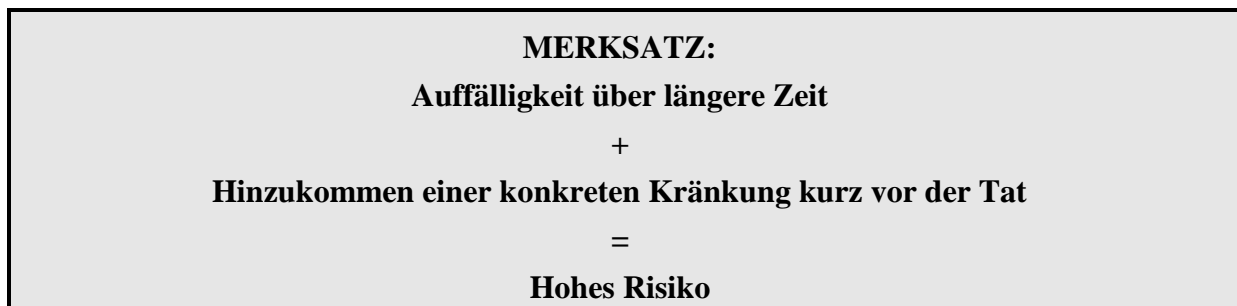 MERKSATZ:
Auffälligkeit über längere Zeit
+
Hinzukommen einer konkreten Kränkung kurz vor der Tat
=
Hohes Risiko